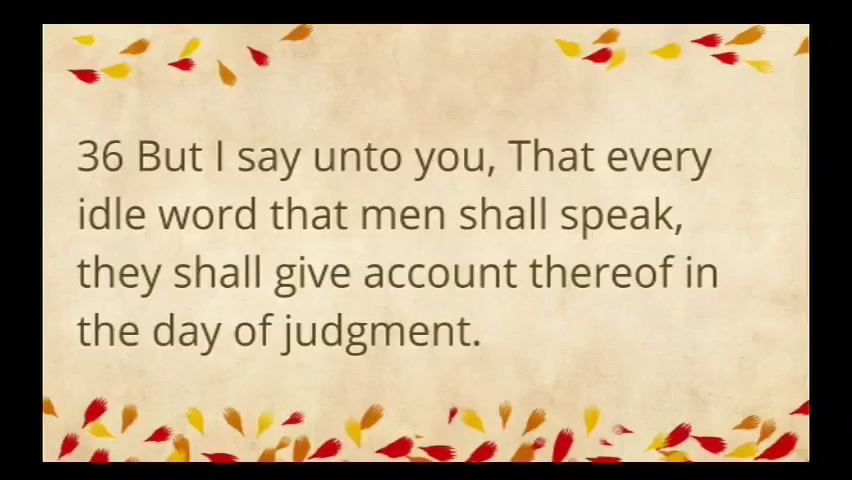 36 But I say unto you, That every
idle word that men shall speak,
they shall give account thereof in
the day of judgment.